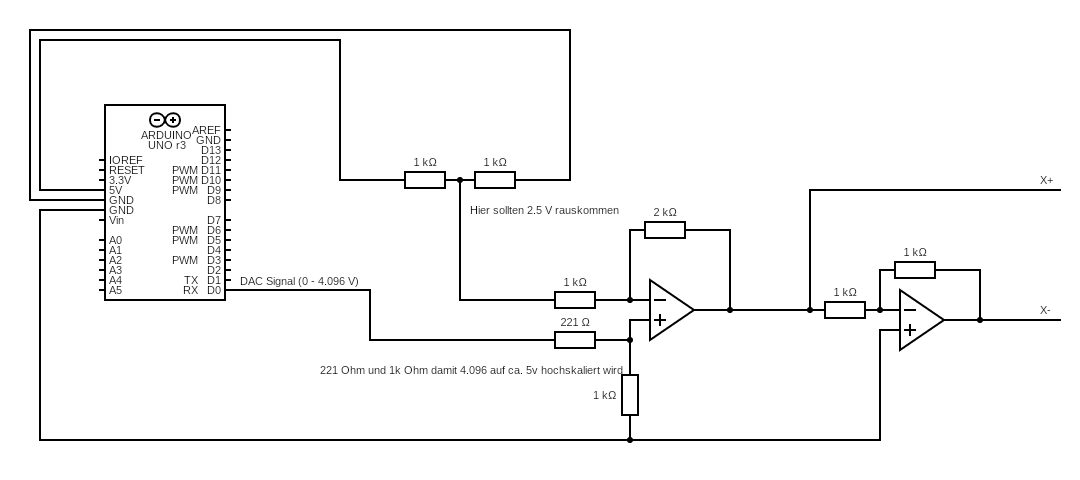 ARDUINO
UNO r3
AREF
GND
D13
IOREF
D12
RESET
PWM D11
3.3V
PWM D10
5V
PWM D9
GND
D8
GND
Vin
D7
PWM D6
A0
PWM D5
A1
D4
A2
PWM D3
A3
D2
A4
TX D1
A5
RX D0
DAC Signal (0 - 4.096 V)
1 kΩ
1 kΩ
Hier sollten 2.5 V rauskommen
2 kΩ
1 kΩ
221 Ω
221 Ohm und 1k Ohm damit 4.096 auf ca. 5v hochskaliert wird
1 kΩ
X+
1 kΩ
1 kΩ
X-